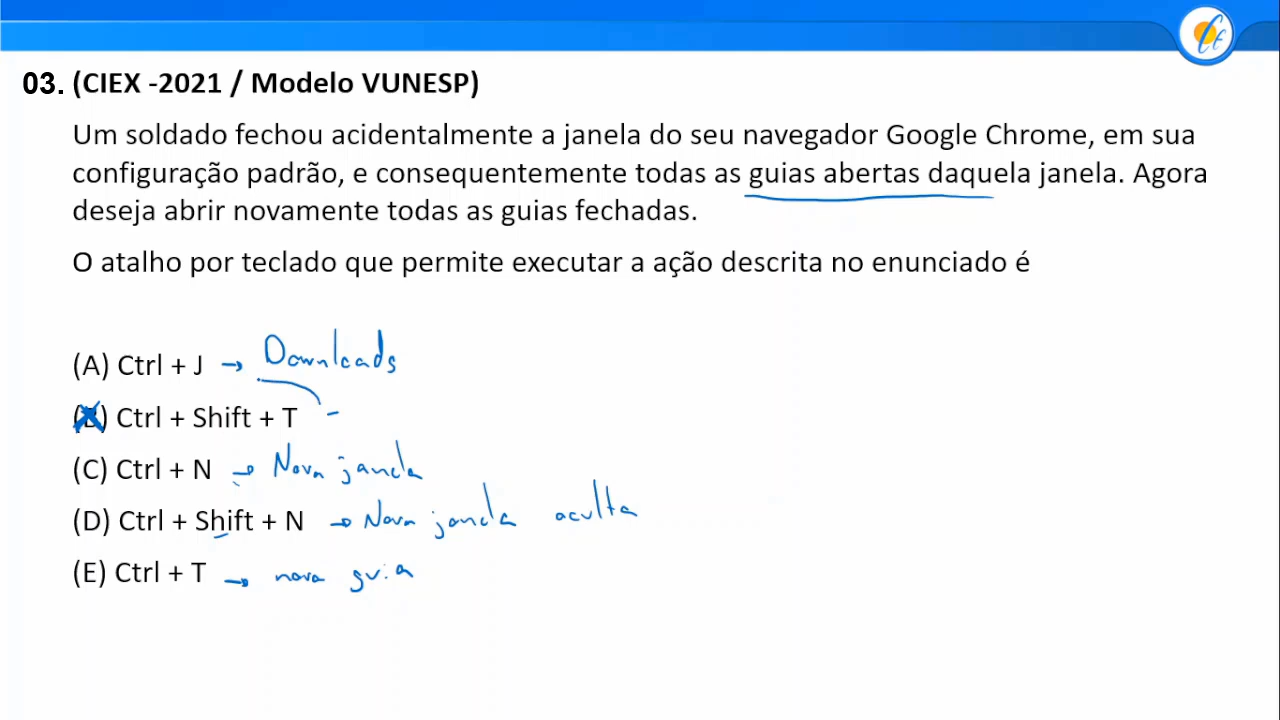 03. (CIEX -2021 / Modelo VUNESP)
Um soldado fechou acidentalmente a janela do seu navegador Google Chrome, em sua
configuração padrão, e consequentemente todas as guias abertas daquela janela. Agora
deseja abrir novamente todas as guias fechadas.
O atalho por teclado que permite executar a ação descrita no enunciado é
(A) Ctrl + J → Downloads
(B) Ctrl + Shift + T -
(C) Ctrl + N → Nova janela
(D) Ctrl + Shift + N → Nova janela oculta
(E) Ctrl + T → nova guia